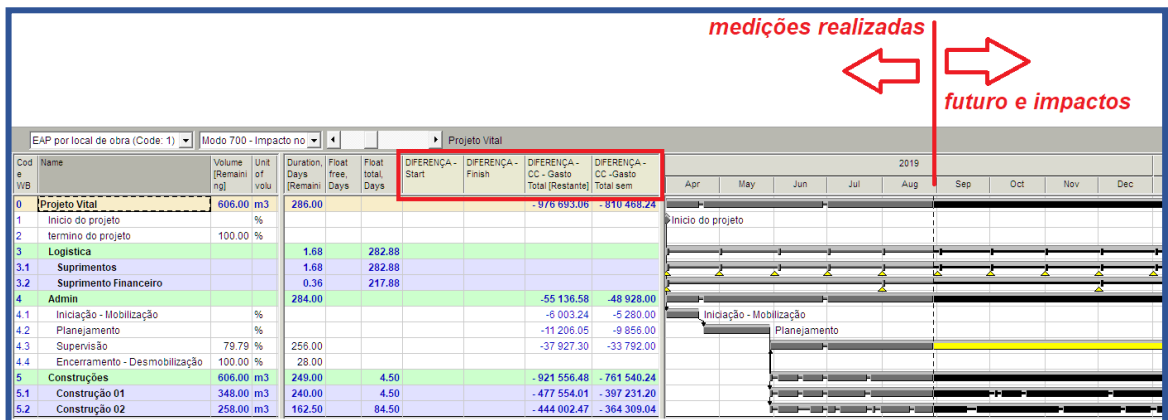 medições realizadas
futuro e impactos
EAP por local de obra (Code: 1) Modo 700 - Impacto no Projeto Vital
Cod e WB Name Volume [Remaini ng] Unit of volu Duration, Days [Remaini Float free, Days Float total, Days DIFERENÇA - Start DIFERENÇA - Finish DIFERENÇA - CC - Gasto Total [Restante] DIFERENÇA - CC -Gasto Total sem 2019
Apr May Jun Jul Aug Sep Oct Nov Dec
0 Projeto Vital 606.00 m3 286.00 - 976 693.06 - 810 468.24
1 Inicio do projeto % Inicio do projeto
2 termino do projeto 100.00 %
3 Logistica 1.68 282.88
3.1 Suprimentos 1.68 282.88
3.2 Suprimento Financeiro 0.36 217.88
4 Admin 284.00 -55 136.58 -48 928.00
4.1 Iniciação - Mobilização % -6 003.24 -5 280.00 Iniciação - Mobilização
4.2 Planejamento % -11 206.05 -9 856.00 Planejamento
4.3 Supervisão 79.79 % 256.00 -37 927.30 -33 792.00
4.4 Encerramento - Desmobilização 100.00 % 28.00
5 Construções 606.00 m3 249.00 4.50 - 921 556.48 - 761 540.24
5.1 Construção 01 348.00 m3 240.00 4.50 - 477 554.01 - 397 231.20
5.2 Construção 02 258.00 m3 162.50 84.50 - 444 002.47 - 364 309.04